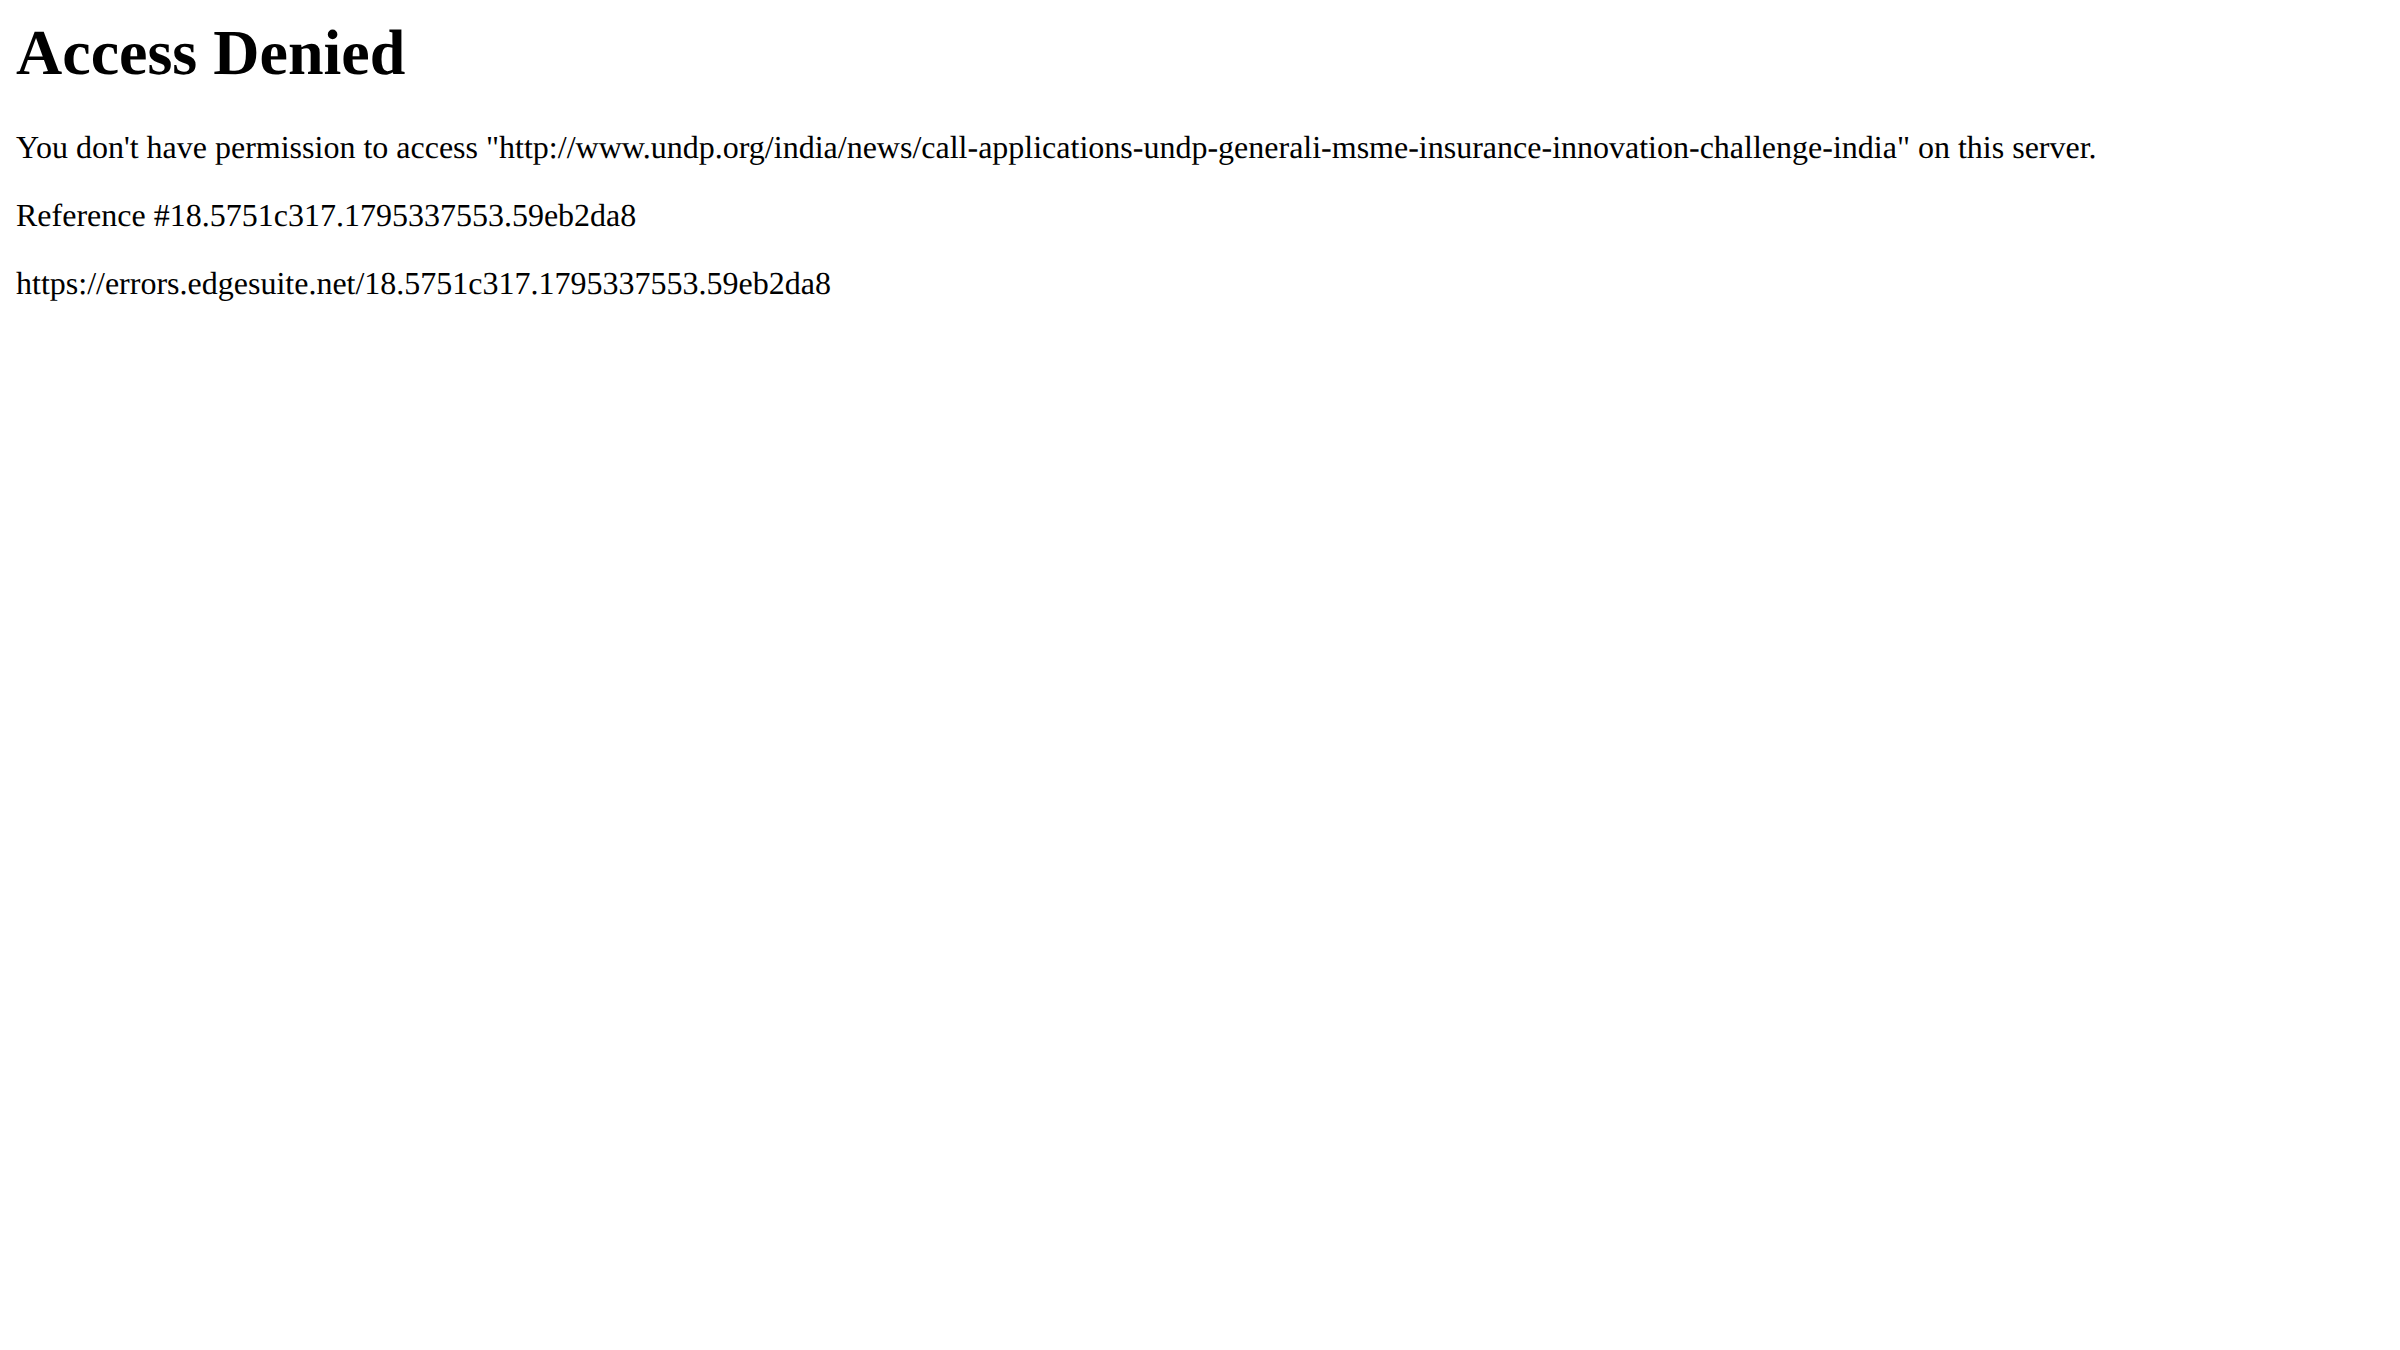 Access Denied
You don't have permission to access "http://www.undp.org/india/news/call-applications-undp-generali-msme-insurance-innovation-challenge-india" on this server.
Reference #18.5751c317.1795337553.59eb2da8
https://errors.edgesuite.net/18.5751c317.1795337553.59eb2da8